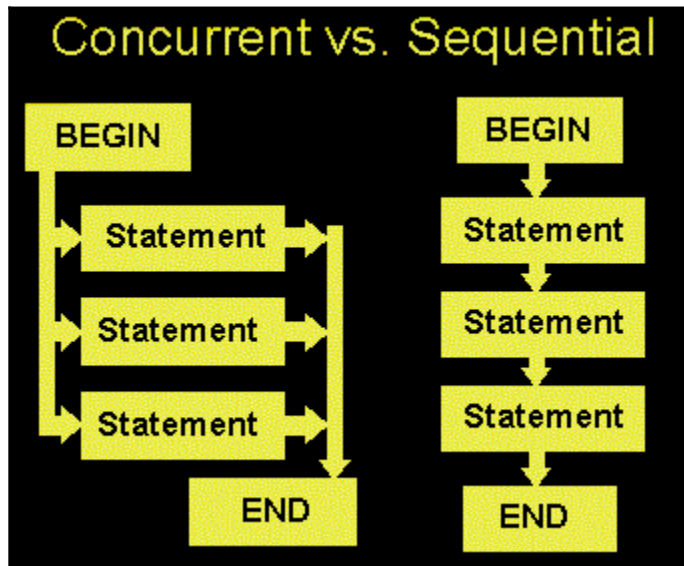 Concurrent vs. Sequential
BEGIN
Statement
Statement
Statement
END
BEGIN
Statement
Statement
Statement
END